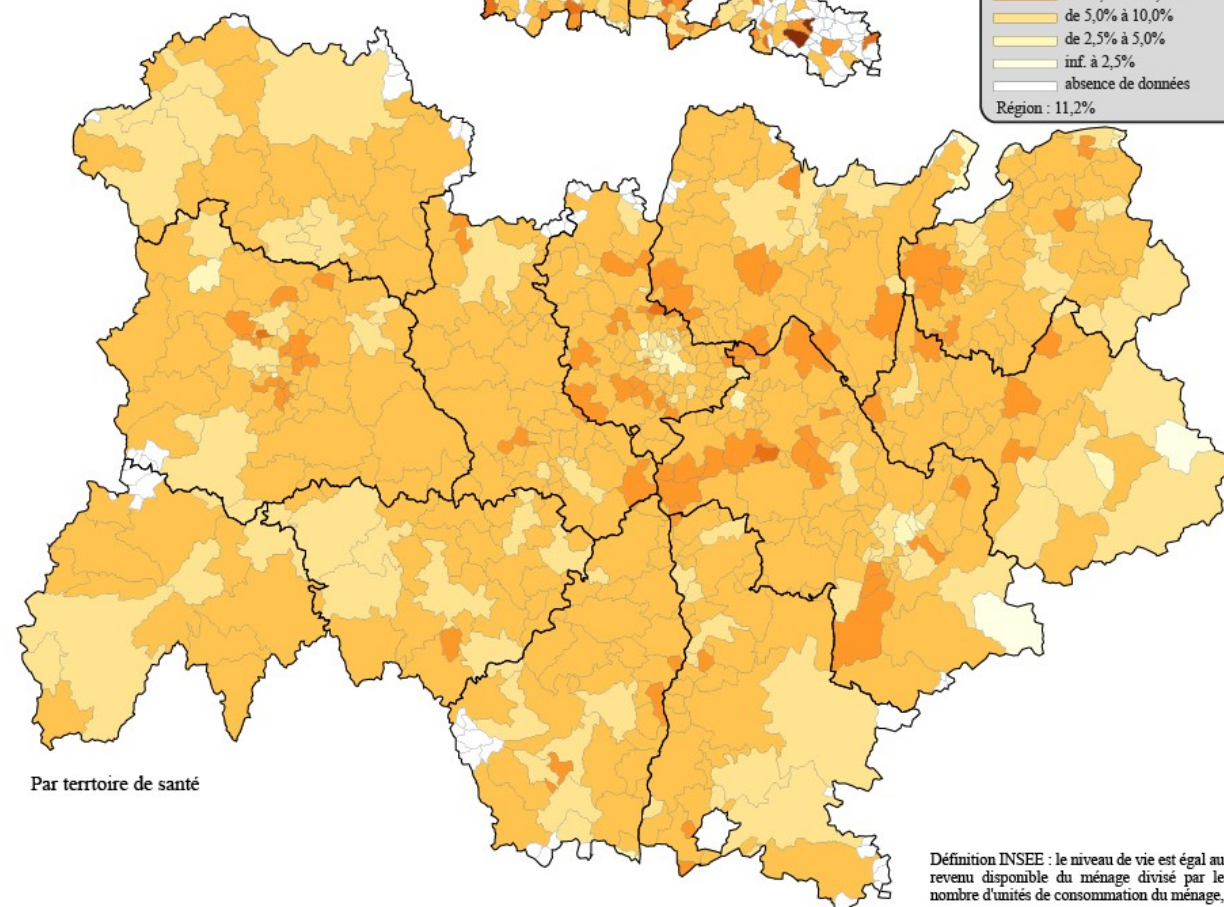 de 5,0% à 10,0%
de 2,5% à 5,0%
inf. à 2,5%
absence de données
Région : 11,2%
Par terrtoire de santé
Définition INSEE : le niveau de vie est égal au
revenu disponible du ménage divisé par le
nombre d'unités de consommation du ménage,